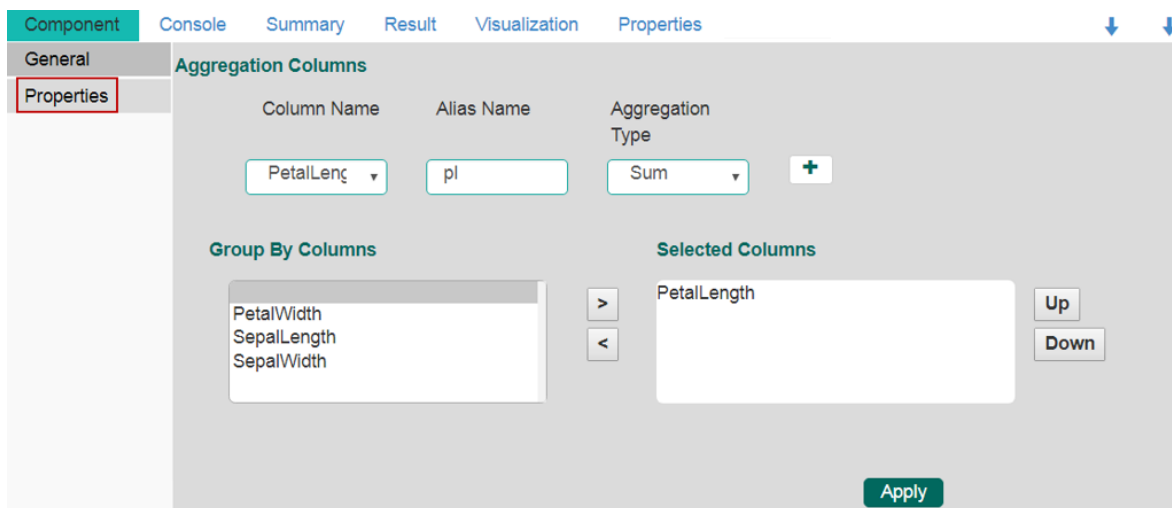 Component Console Summary Result Visualization Properties
General
Properties
Aggregation Columns
Column Name Alias Name Aggregation
Type
PetalLeng pl Sum +
Group By Columns Selected Columns
PetalWidth
SepalLength
SepalWidth
PetalLength
>
<
Up
Down
Apply